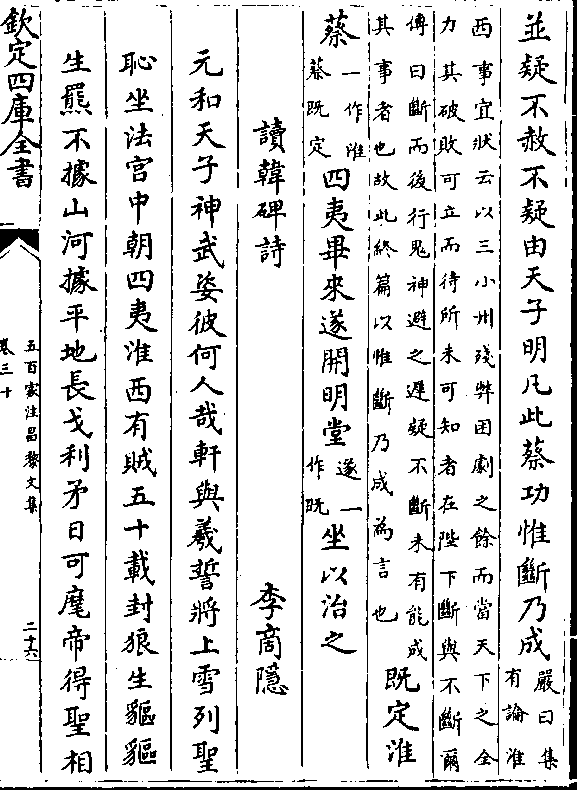 並疑不赦不疑由天子明凡此蔡功惟斷乃成嚴曰集有論淮
西事宜狀云以三小州殘弊困劇之餘而當天下之全
力其破敗可立而待所未可知者在陛下斷與不斷爾
傳曰斷而後行鬼神避之遲疑不斷未有能成
其事者也故此終篇以惟斷乃成為言也
既定淮
蔡一作淮蔡既定四夷畢來遂開明堂遂一作既坐以治之
讀韓碑詩
李商隱
元和天子神武姿彼何人哉軒與羲誓將上雪列聖
恥坐法宫中朝四夷淮西有賊五十載封狼生貙貙
生羆不據山河據平地長戈利矛日可麾帝得聖相
欽定四庫全書
五百家注昌黎文集
卷三十
二十六